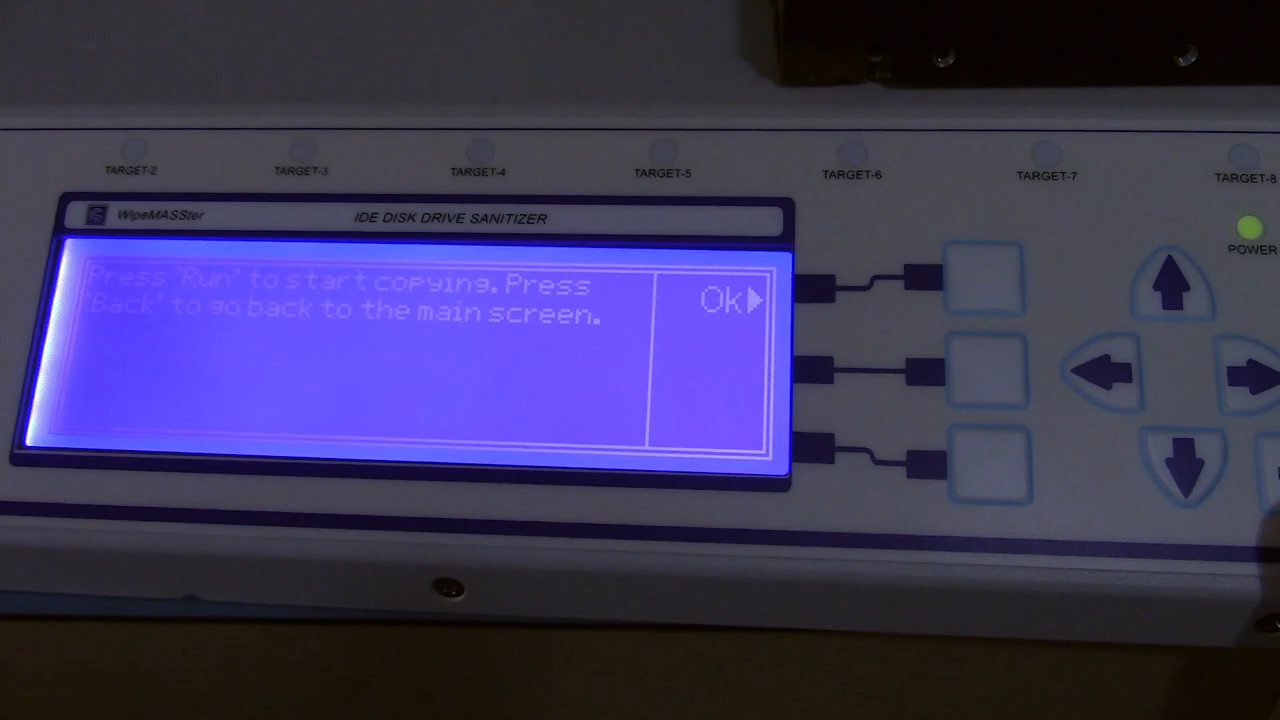 TARGET-2 TARGET-3 TARGET-4 TARGET-5 TARGET-6 TARGET-7 TARGET-8
WipeMASSter IDE DISK DRIVE SANITIZER
POWER
Press 'Run' to start copying. Press
'Back' to go back to the main screen.
Ok